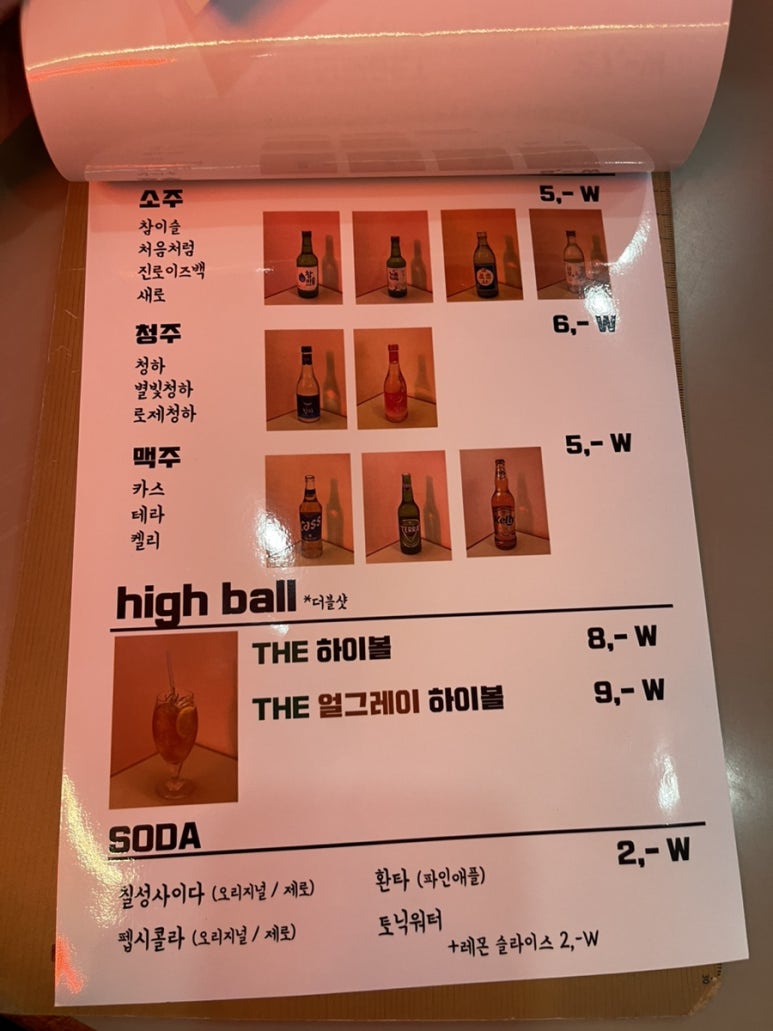 소주 5,- W
참이슬
처음처럼
진로이즈백
새로
청주 6,- W
청하
별빛청하
로제청하
맥주 5,- W
카스
테라
켈리
Cass
TERRA
Kelly
high ball *더블샷
THE 하이볼 8,- W
THE 얼그레이 하이볼 9,- W
SODA 2,- W
칠성사이다 (오리지널 / 제로) 환타 (파인애플)
펩시콜라 (오리지널 / 제로) 토닉워터
+레몬 슬라이스 2,-W